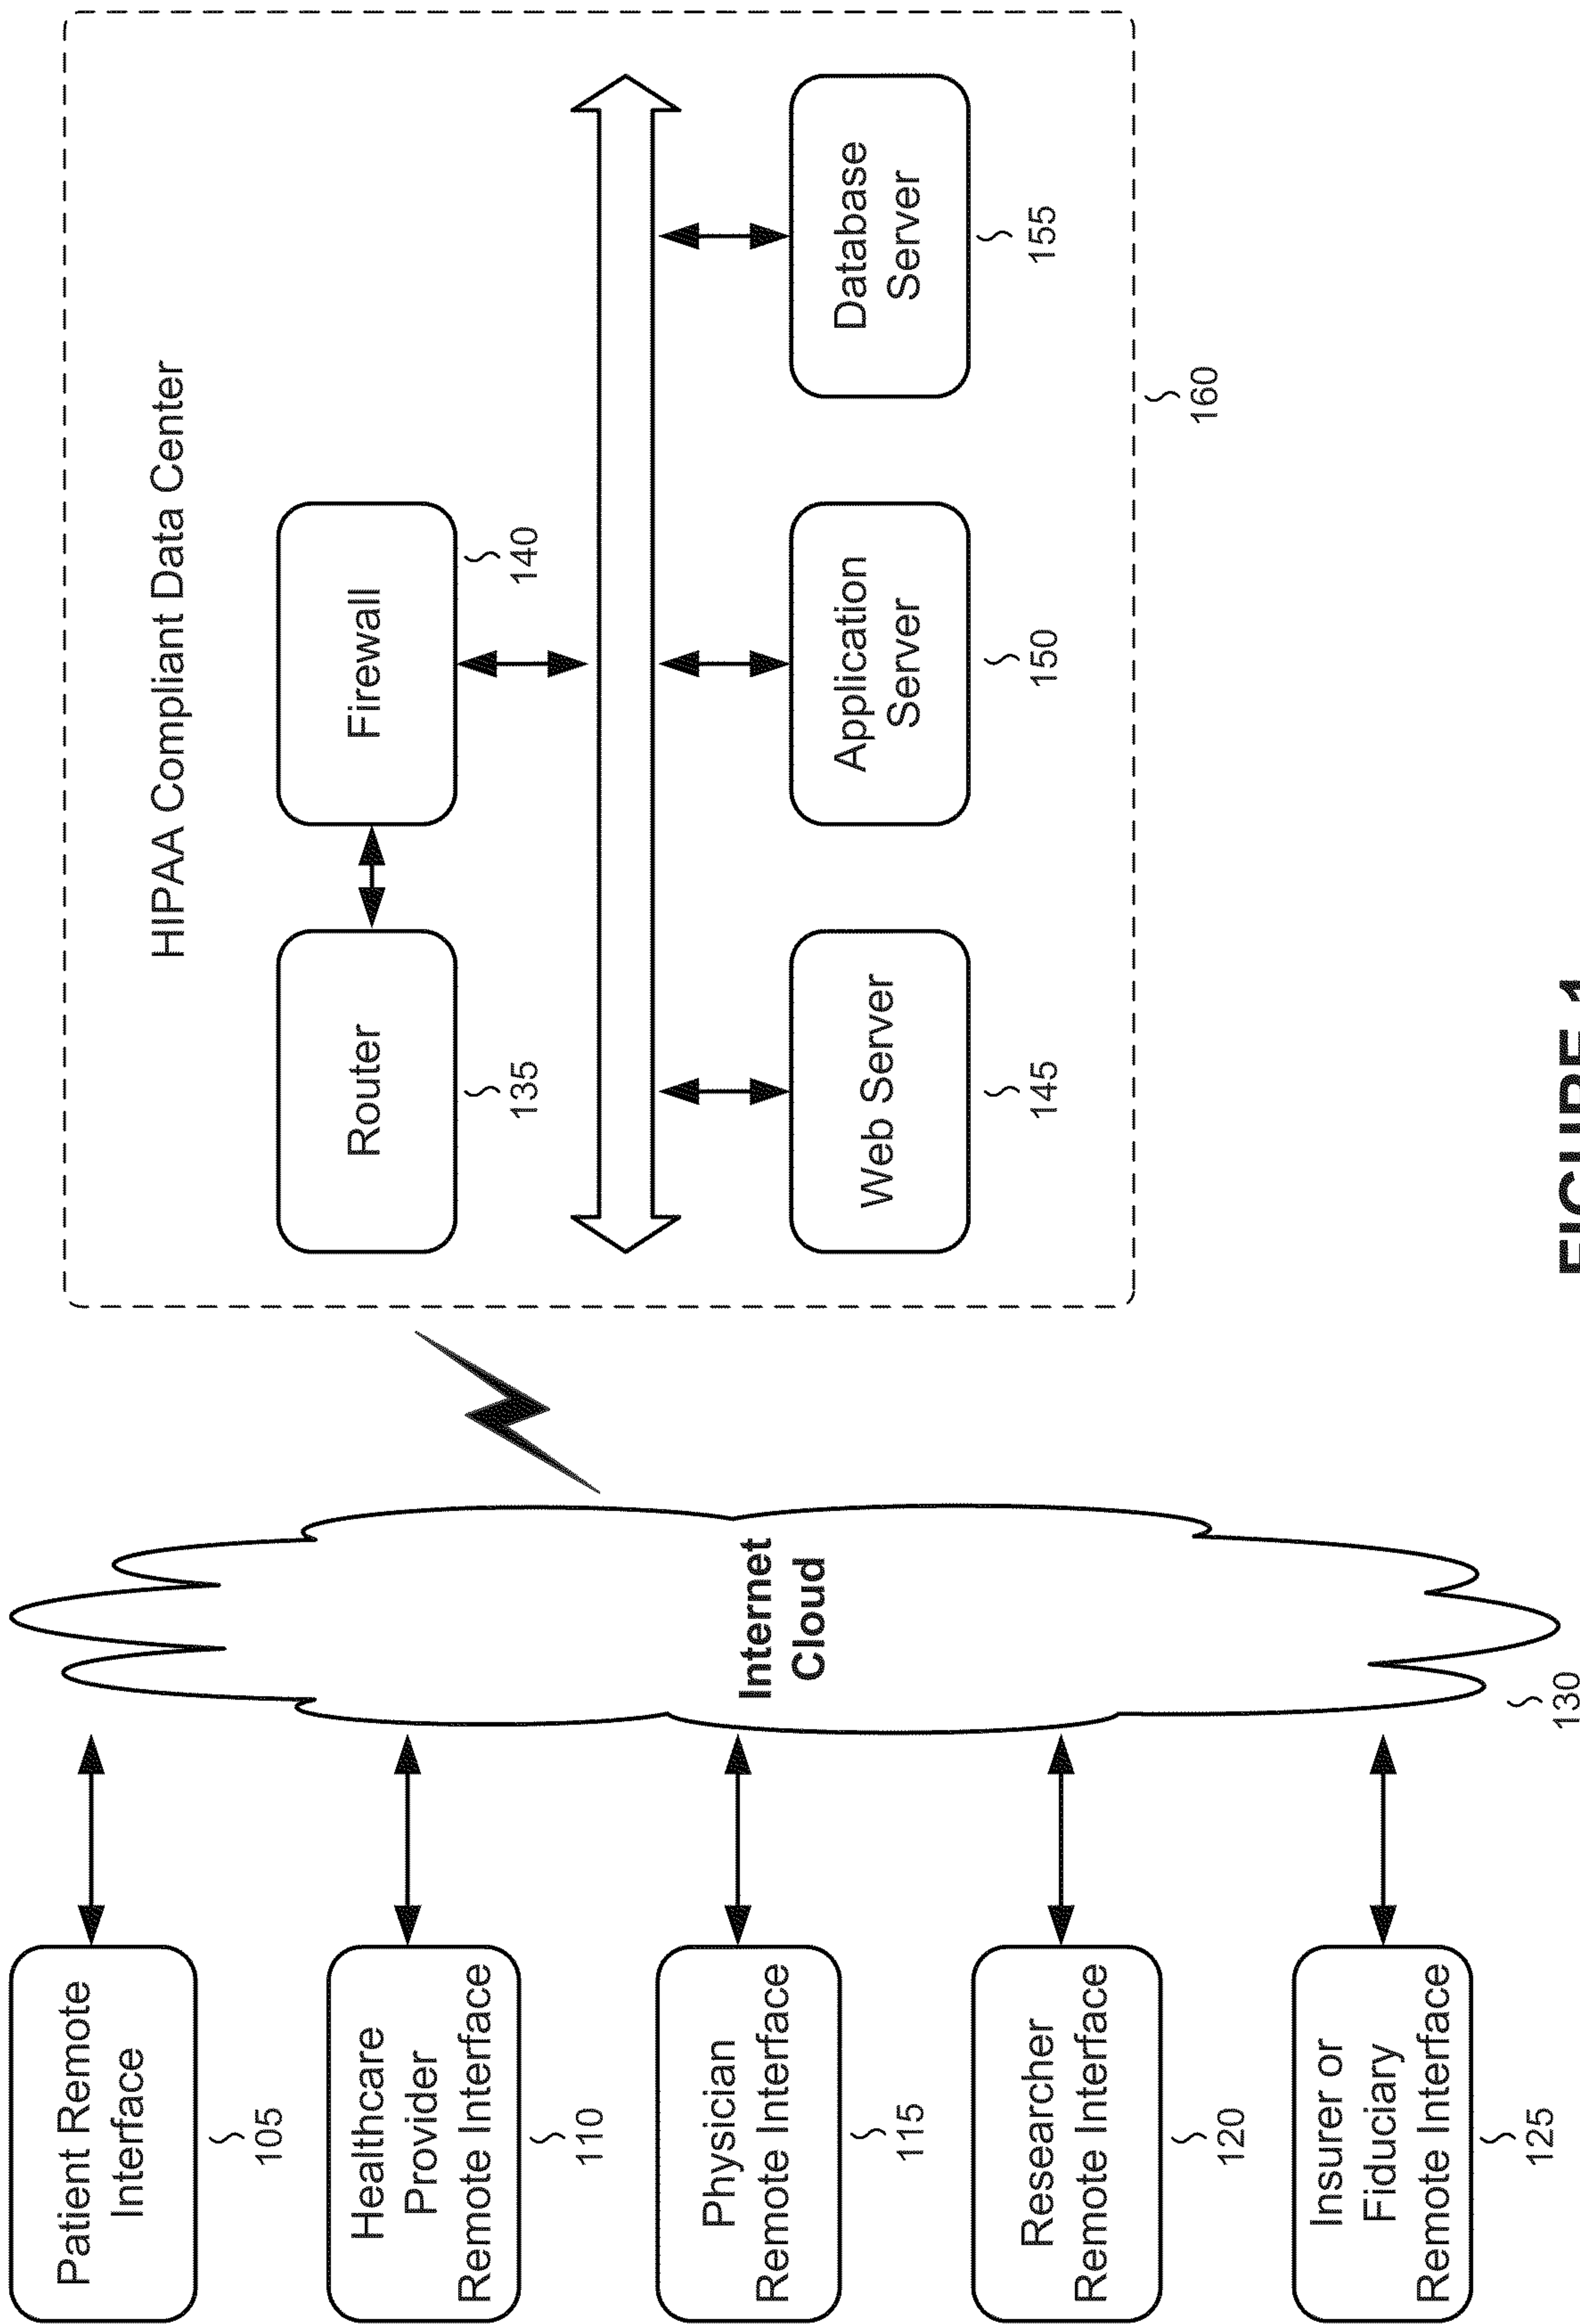 Patient Remote
Interface
105
Healthcare
Provider
Remote Interface
110
Physician
Remote Interface
115
Researcher
Remote Interface
120
Insurer or
Fiduciary
Remote Interface
125
Internet
Cloud
130
HIPAA Compliant Data Center
Router
135
Firewall
140
Web Server
145
Application
Server
150
Database
Server
155
160
FIGURE 1